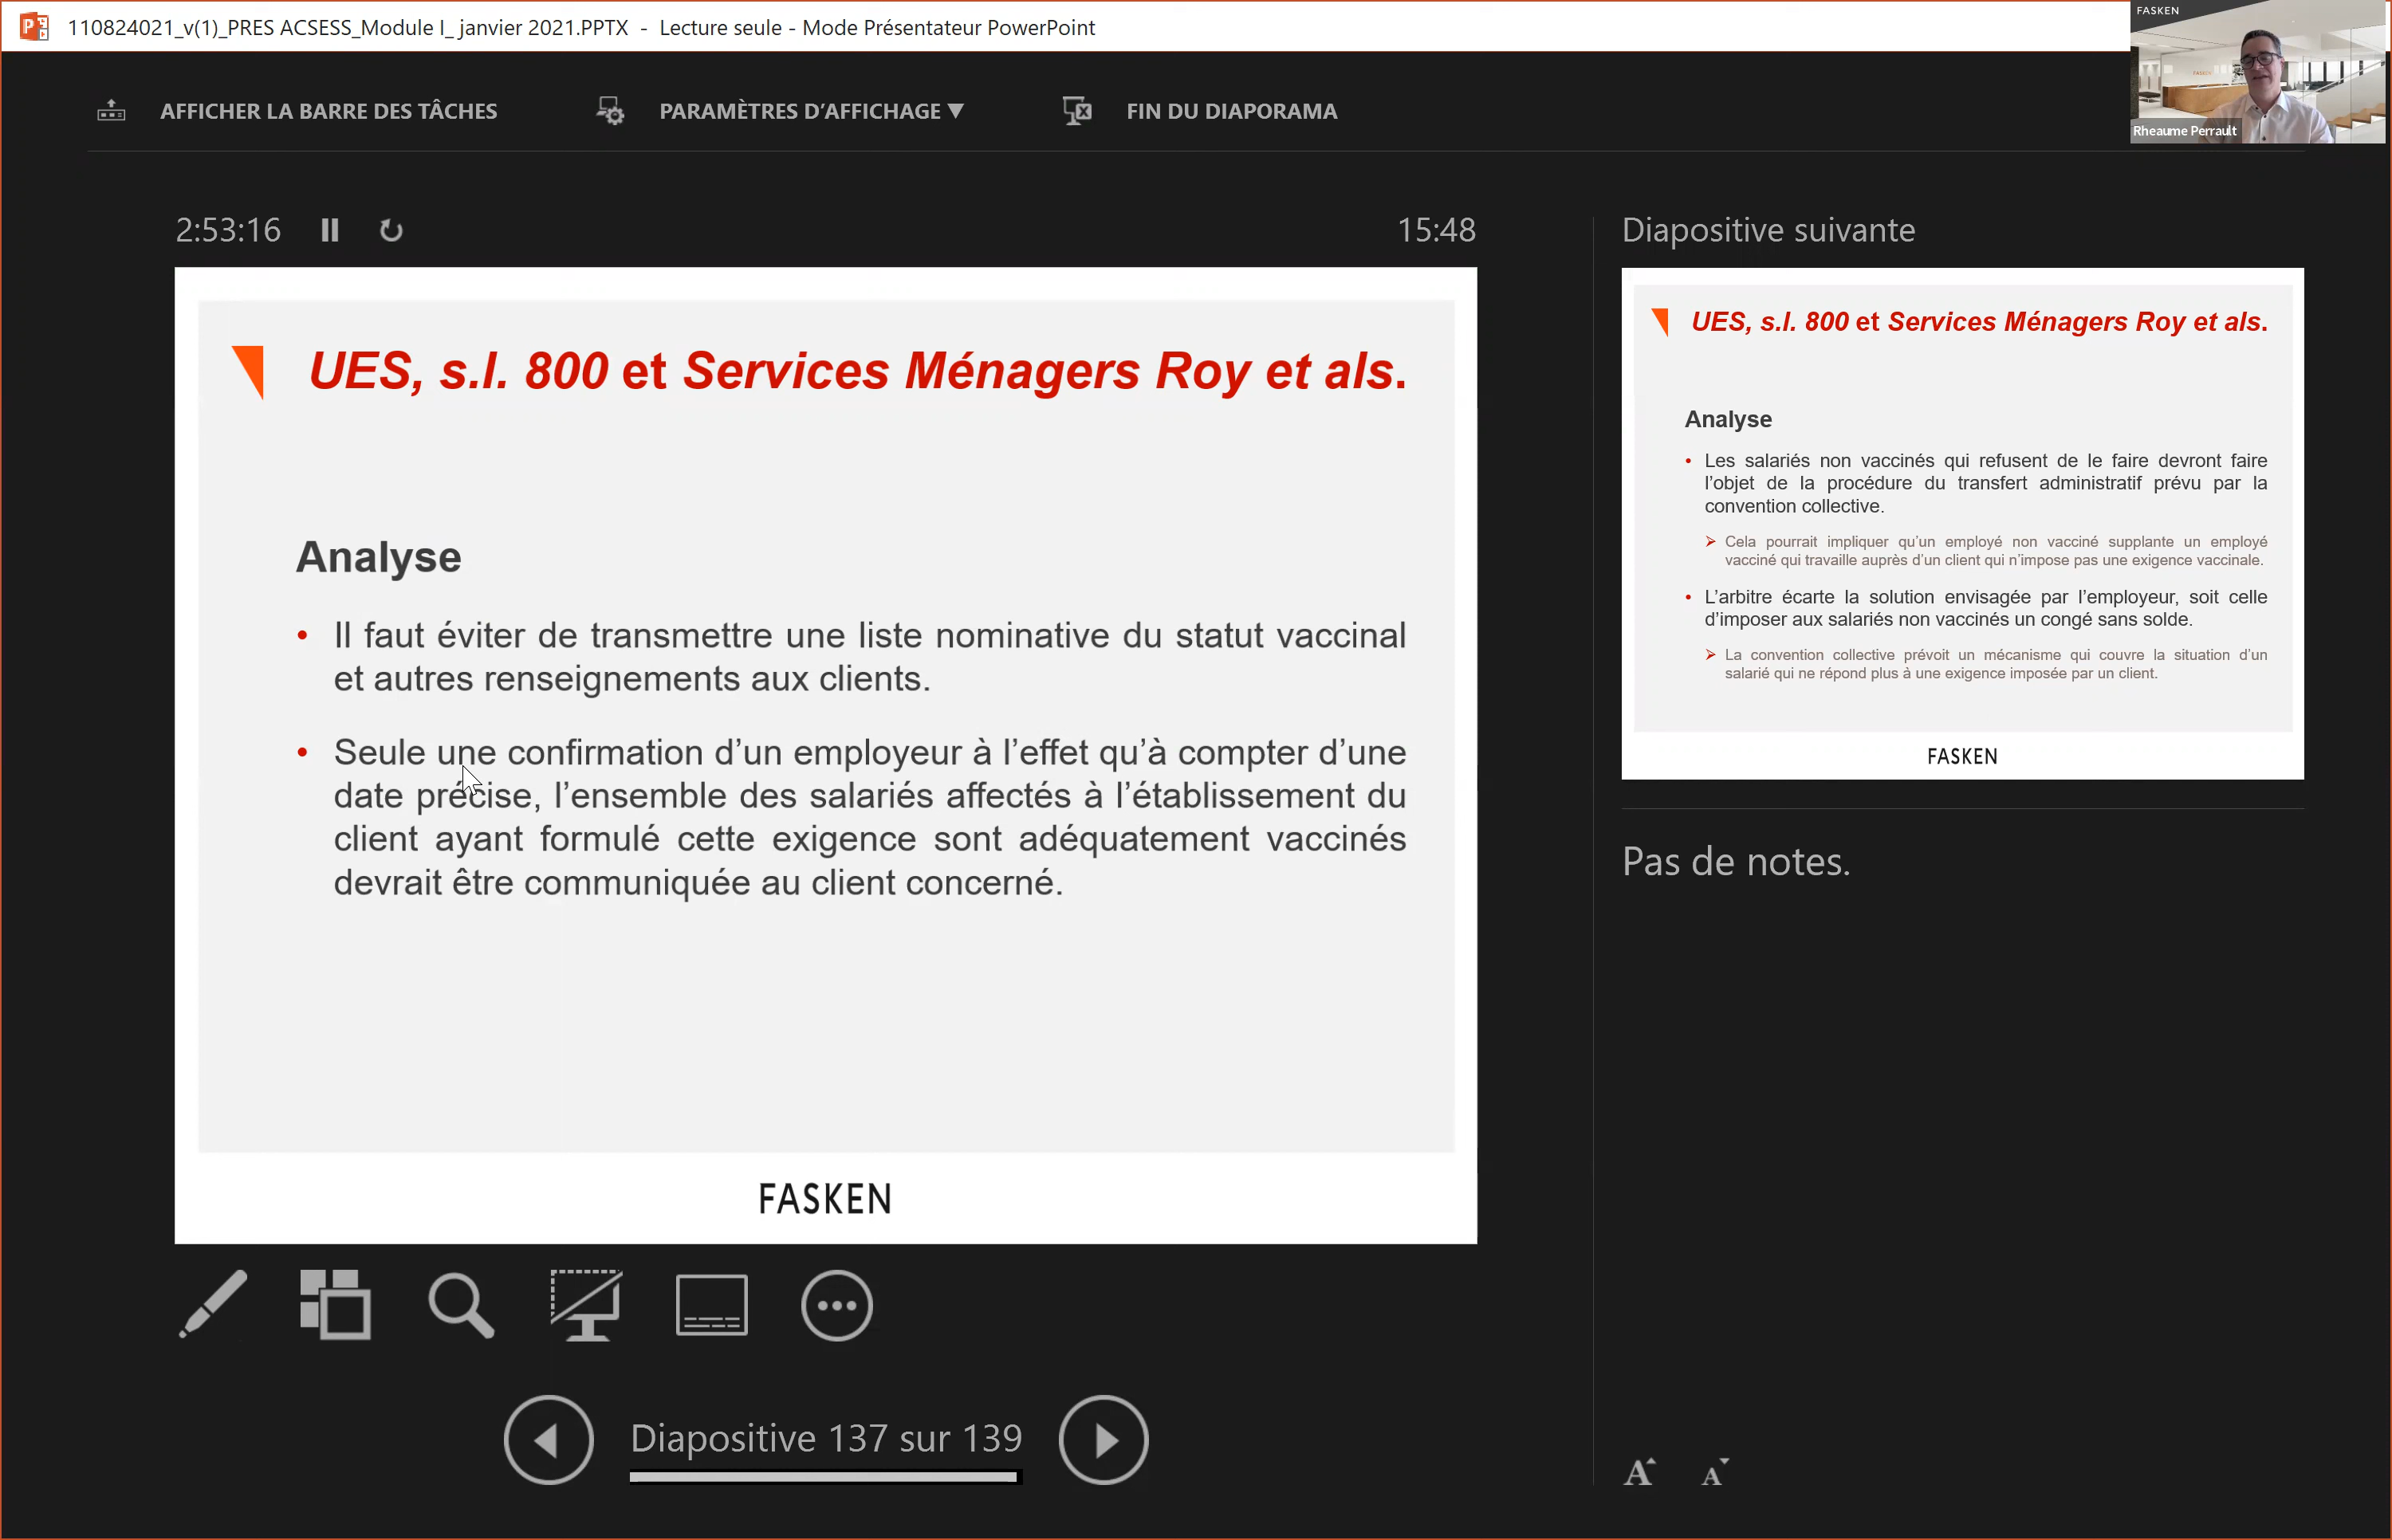 110824021_v(1)_PRES ACSESS_Module I_ janvier 2021.PPTX - Lecture seule - Mode Présentateur PowerPoint
FASKEN
Rheaume Perrault
AFFICHER LA BARRE DES TÂCHES
PARAMÈTRES D'AFFICHAGE ▼
FIN DU DIAPORAMA
2:53:16
15:48
UES, s.l. 800 et Services Ménagers Roy et als.
Analyse
• Il faut éviter de transmettre une liste nominative du statut vaccinal
et autres renseignements aux clients.
• Seule une confirmation d'un employeur à l'effet qu'à compter d'une
date précise, l'ensemble des salariés affectés à l'établissement du
client ayant formulé cette exigence sont adéquatement vaccinés
devrait être communiquée au client concerné.
FASKEN
Diapositive 137 sur 139
Diapositive suivante
UES, s.l. 800 et Services Ménagers Roy et als.
Analyse
• Les salariés non vaccinés qui refusent de le faire devront faire
l'objet de la procédure du transfert administratif prévu par la
convention collective.
➢ Cela pourrait impliquer qu'un employé non vacciné supplante un employé
vacciné qui travaille auprès d'un client qui n'impose pas une exigence vaccinale.
• L'arbitre écarte la solution envisagée par l'employeur, soit celle
d'imposer aux salariés non vaccinés un congé sans solde.
➢ La convention collective prévoit un mécanisme qui couvre la situation d'un
salarié qui ne répond plus à une exigence imposée par un client.
FASKEN
Pas de notes.
A A